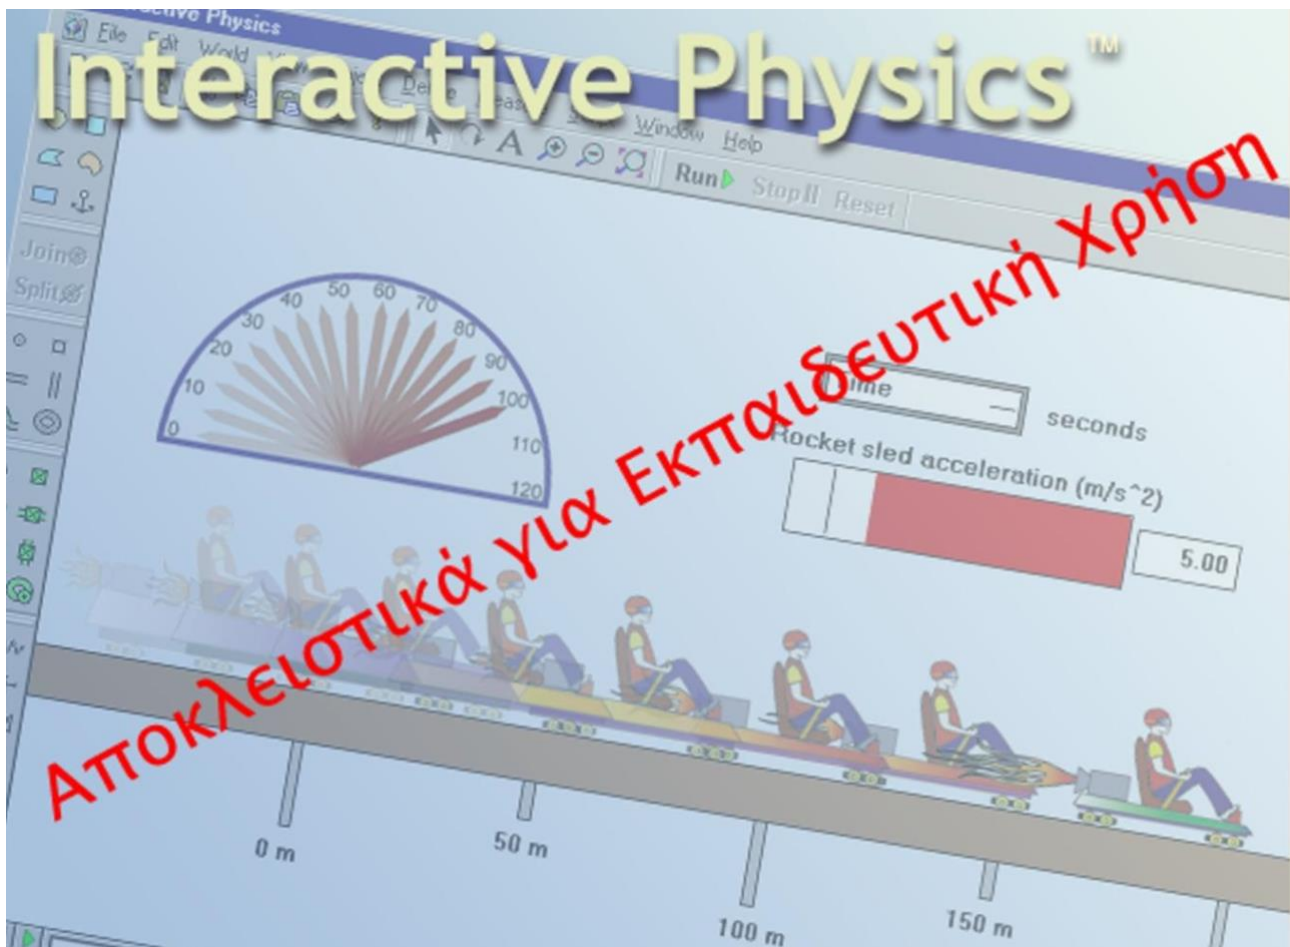 Physics
Interactive Physics™
File Edit World
Window Help
Run Stop Reset
Join
Split
Αποκλειστικά για Εκπαιδευτική Χρήση
0 10 20 30 40 50 60 70 80 90 100 110 120
Time
seconds
Rocket sled acceleration (m/s^2)
5.00
0 m
50 m
100 m
150 m